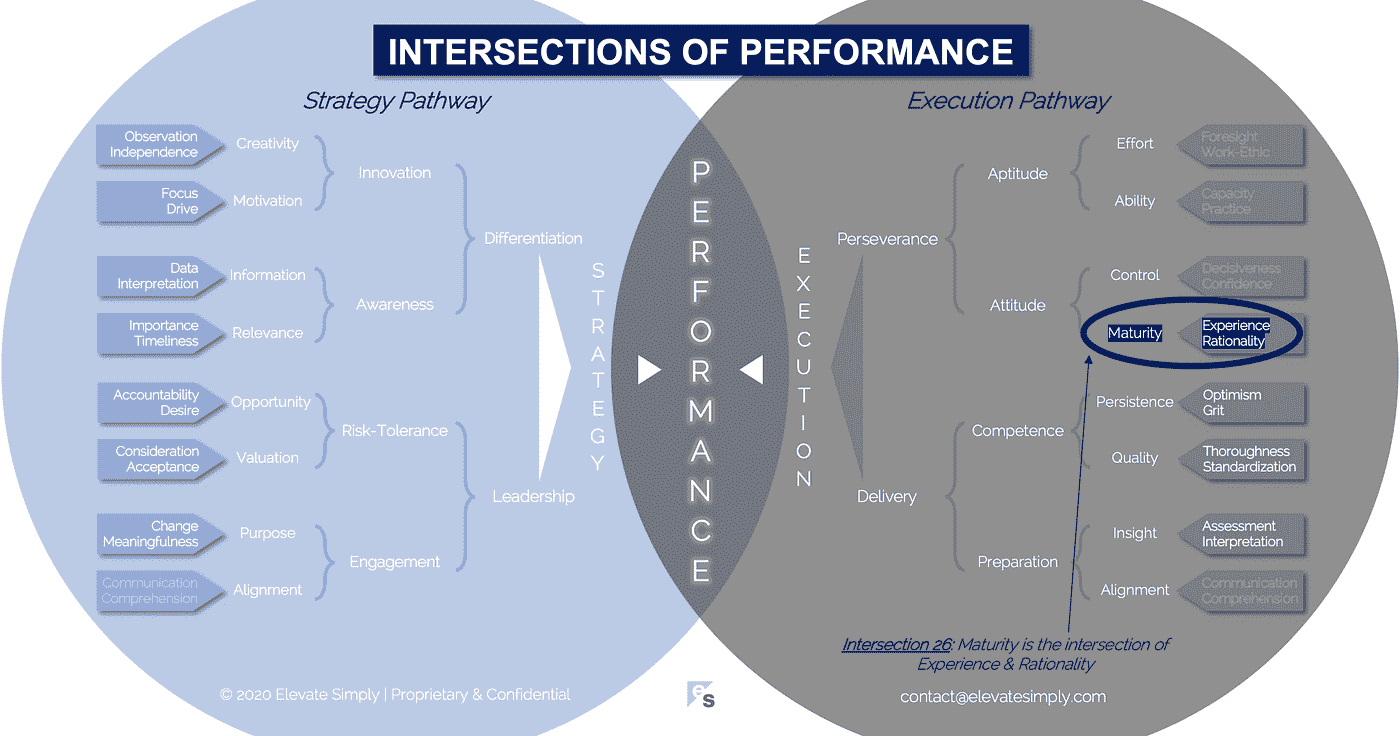 INTERSECTIONS OF PERFORMANCE
Strategy Pathway
Observation
Independence
Creativity
Focus
Drive
Motivation
Innovation
Data
Interpretation
Information
Importance
Timeliness
Relevance
Awareness
Differentiation
Accountability
Desire
Opportunity
Consideration
Acceptance
Valuation
Risk-Tolerance
Change
Meaningfulness
Purpose
Communication
Comprehension
Alignment
Engagement
Leadership
STRATEGY
PERFORMANCE
EXECUTION
Execution Pathway
Perseverance
Aptitude
Effort
Foresight
Work-Ethic
Ability
Capacity
Practice
Attitude
Control
Decisiveness
Confidence
Maturity
Experience
Rationality
Delivery
Competence
Persistence
Optimism
Grit
Quality
Thoroughness
Standardization
Preparation
Insight
Assessment
Interpretation
Alignment
Communication
Comprehension
Intersection 26: Maturity is the intersection of
Experience & Rationality
© 2020 Elevate Simply | Proprietary & Confidential
es
contact@elevatesimply.com